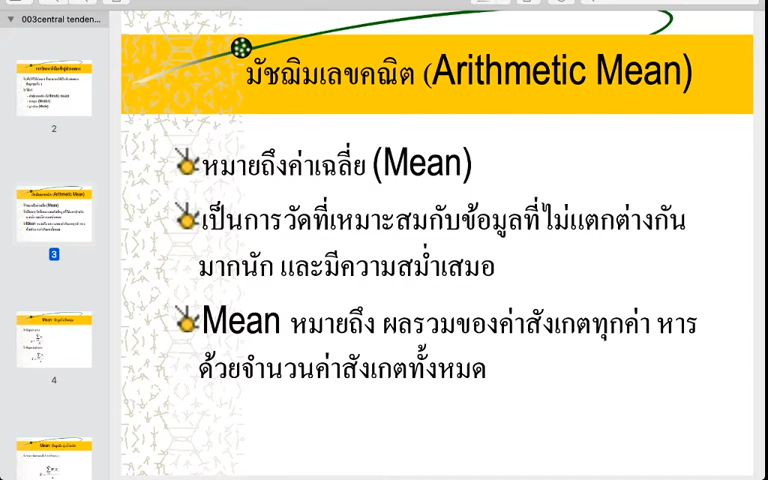 003central tenden...
มัชฌิมเลขคณิต (Arithmetic Mean)
หมายถึงค่าเฉลี่ย (Mean)
เป็นการวัดที่เหมาะสมกับข้อมูลที่ไม่แตกต่างกัน
มากนัก และมีความสม่ำเสมอ
Mean หมายถึง ผลรวมของค่าสังเกตทุกค่า หาร
ด้วยจำนวนค่าสังเกตทั้งหมด
2
3
4